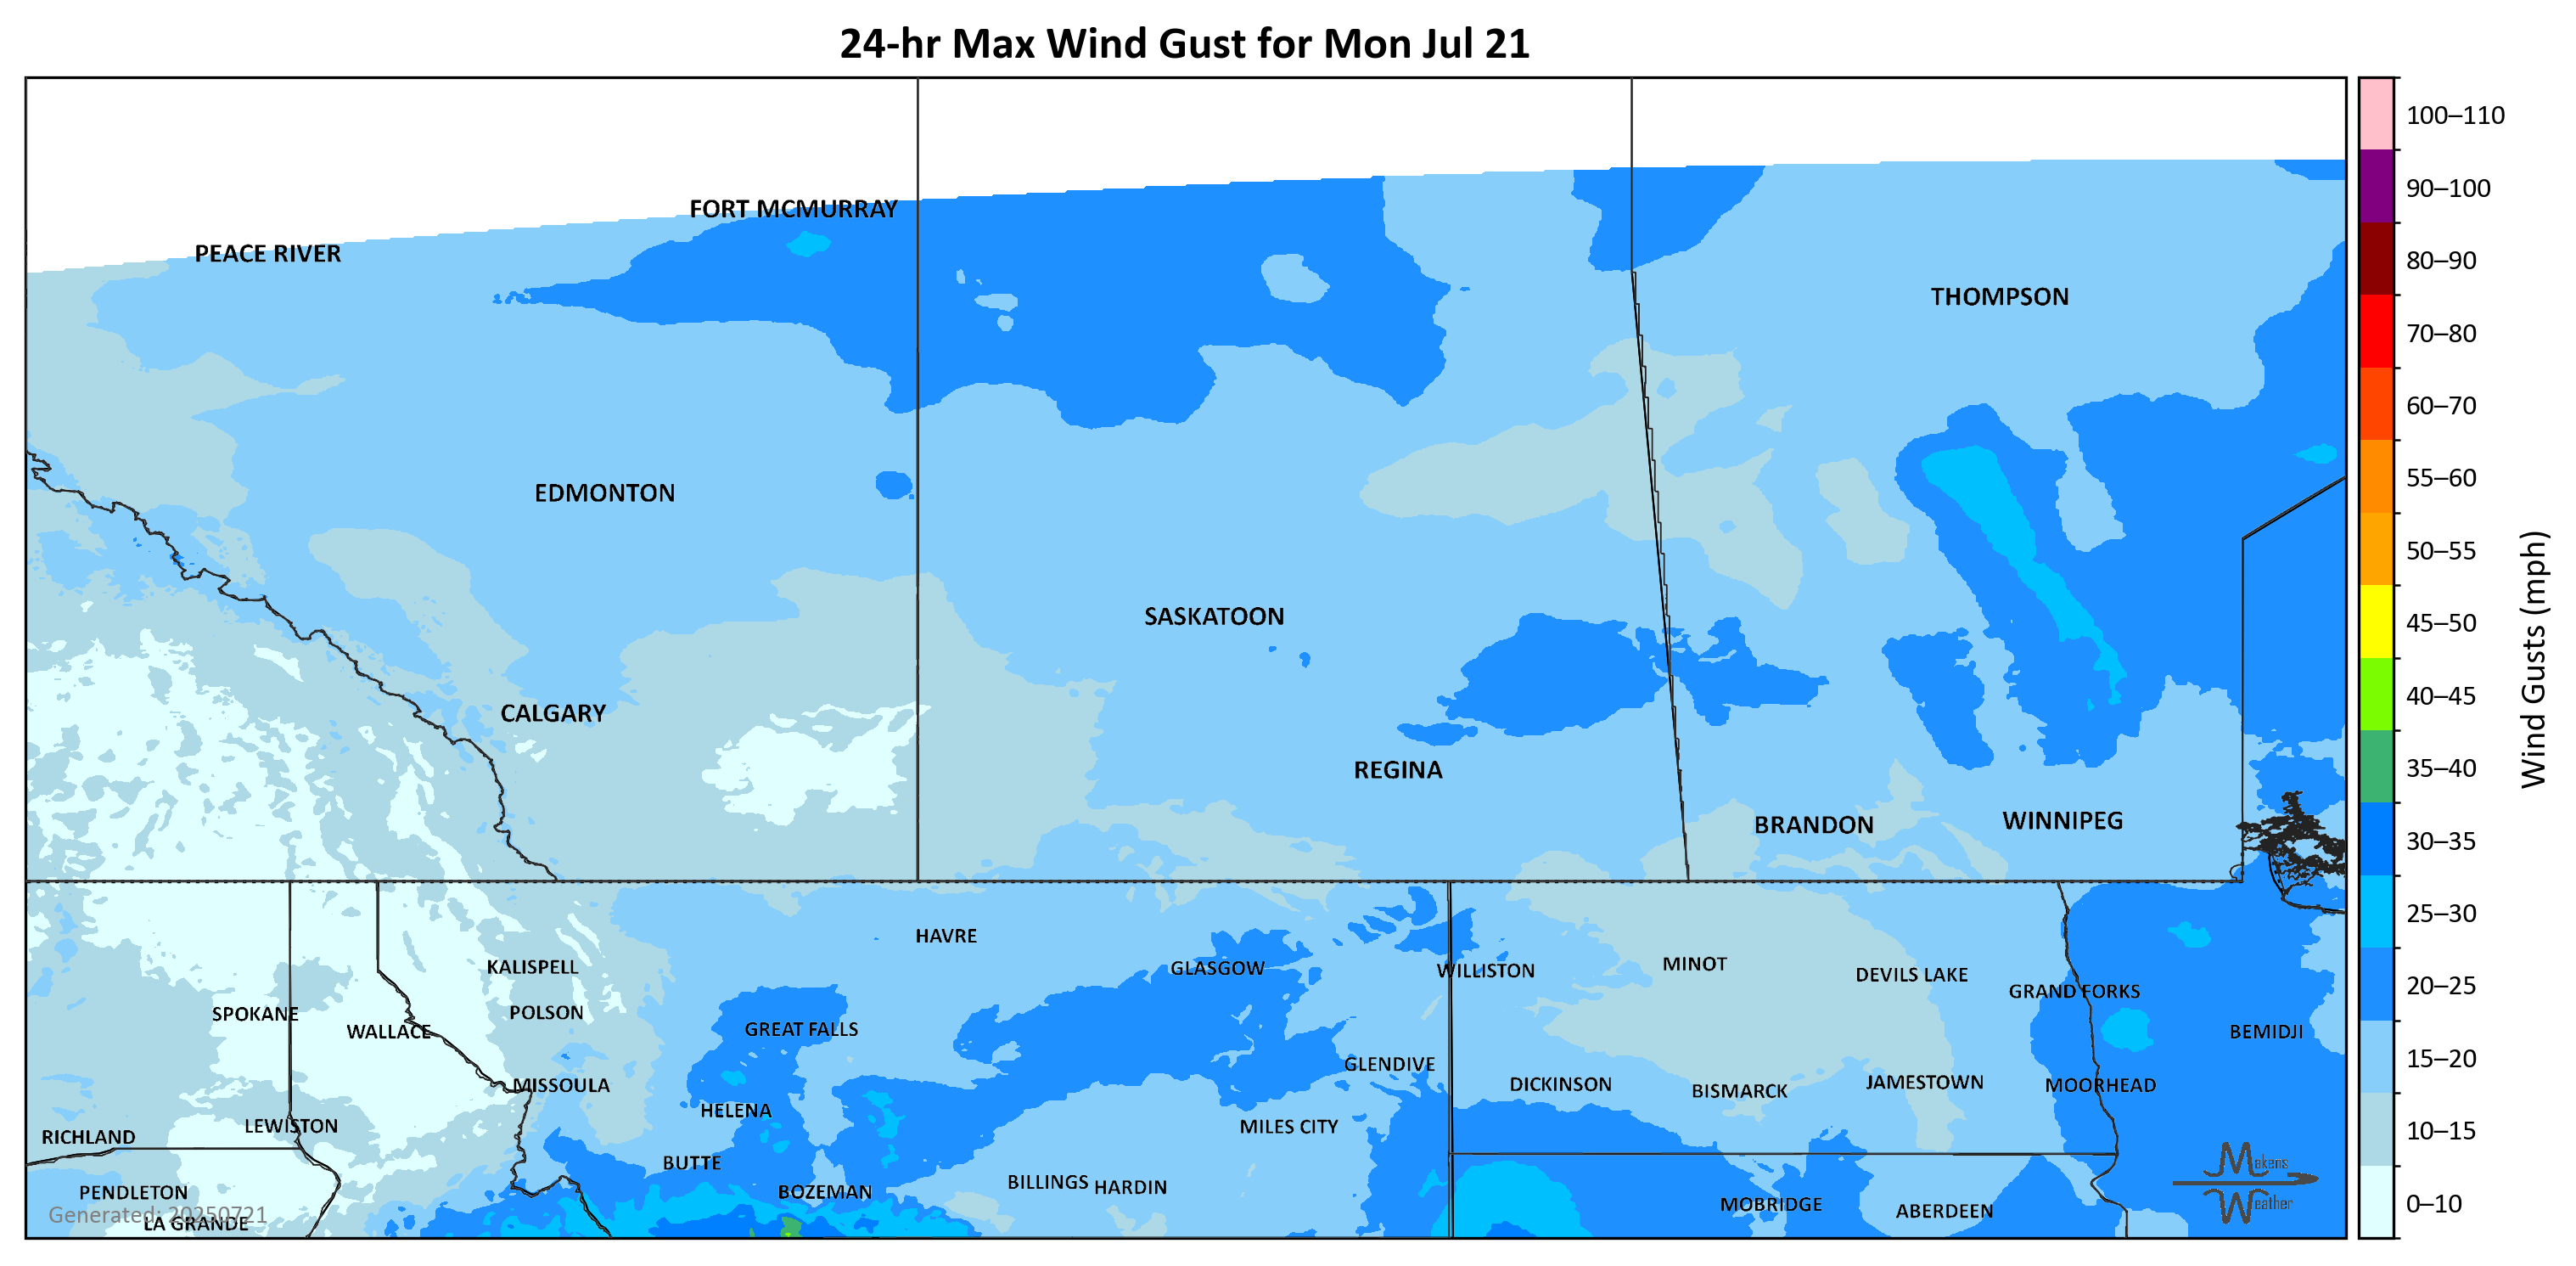 24-hr Max Wind Gust for Mon Jul 21
100–110
90–100
80–90
70–80
60–70
55–60
50–55
45–50
40–45
35–40
30–35
25–30
20–25
15–20
10–15
0–10
Wind Gusts (mph)
FORT MCMURRAY
PEACE RIVER
THOMPSON
EDMONTON
SASKATOON
CALGARY
REGINA
BRANDON
WINNIPEG
HAVRE
KALISPELL
GLASGOW
WILLISTON
MINOT
DEVILS LAKE
GRAND FORKS
SPOKANE
POLSON
WALLACE
GREAT FALLS
BEMIDJI
GLENDIVE
MISSOULA
DICKINSON
BISMARCK
JAMESTOWN
MOORHEAD
HELENA
LEWISTON
MILES CITY
RICHLAND
BUTTE
PENDLETON
BOZEMAN
BILLINGS
HARDIN
MOBRIDGE
ABERDEEN
Generated: 20250721
LA GRANDE
Makens
Weather